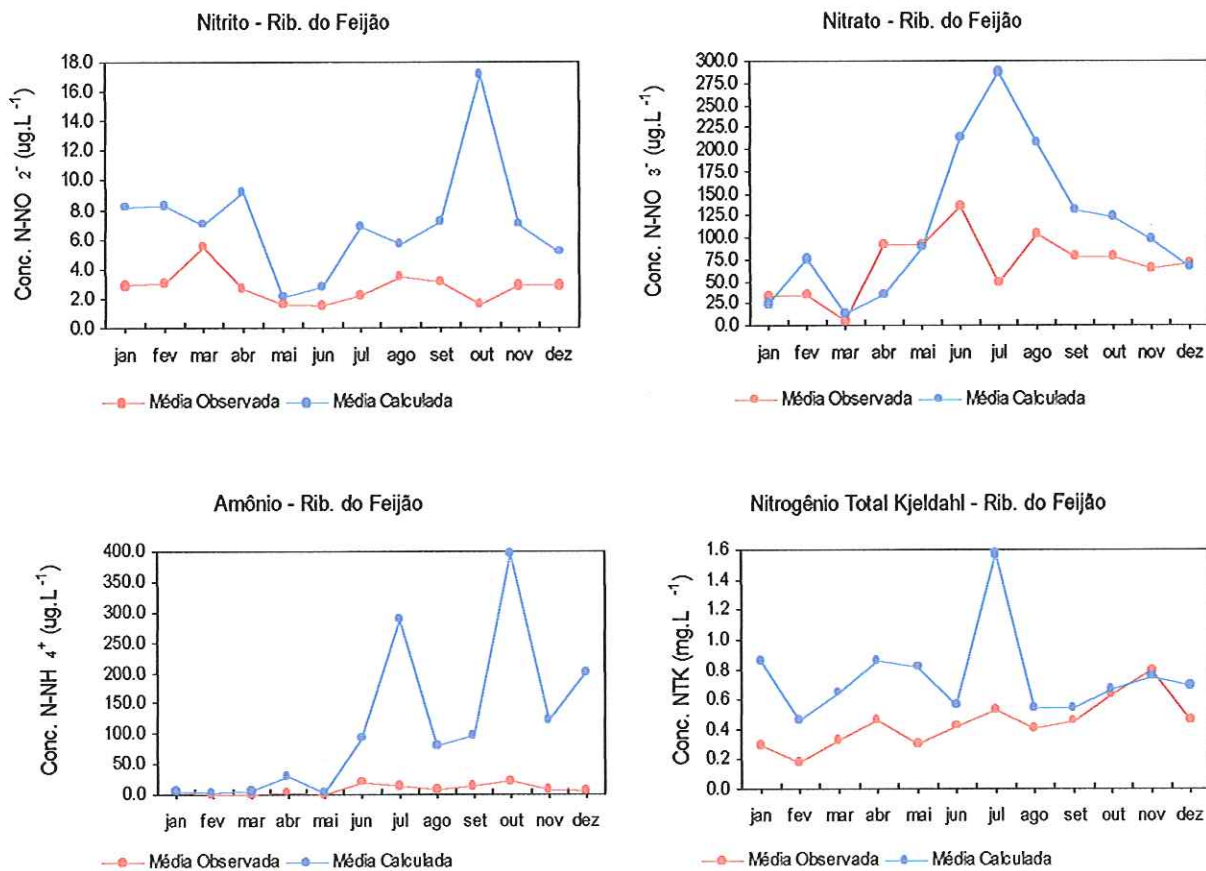 Nitrito - Rib. do Feijão
Conc. N-NO 2- (ug.L -1)
18.0
16.0
14.0
12.0
10.0
8.0
6.0
4.0
2.0
0.0
jan fev mar abr mai jun jul ago set out nov dez
Média Observada Média Calculada
Nitrato - Rib. do Feijão
Conc. N-NO 3- (ug.L -1)
300.0
275.0
250.0
225.0
200.0
175.0
150.0
125.0
100.0
75.0
50.0
25.0
0.0
jan fev mar abr mai jun jul ago set out nov dez
Média Observada Média Calculada
Amônio - Rib. do Feijão
Conc. N-NH 4+ (ug.L -1)
400.0
350.0
300.0
250.0
200.0
150.0
100.0
50.0
0.0
jan fev mar abr mai jun jul ago set out nov dez
Média Observada Média Calculada
Nitrogênio Total Kjeldahl - Rib. do Feijão
Conc. NTK (mg.L -1)
1.6
1.4
1.2
1.0
0.8
0.6
0.4
0.2
0.0
jan fev mar abr mai jun jul ago set out nov dez
Média Observada Média Calculada